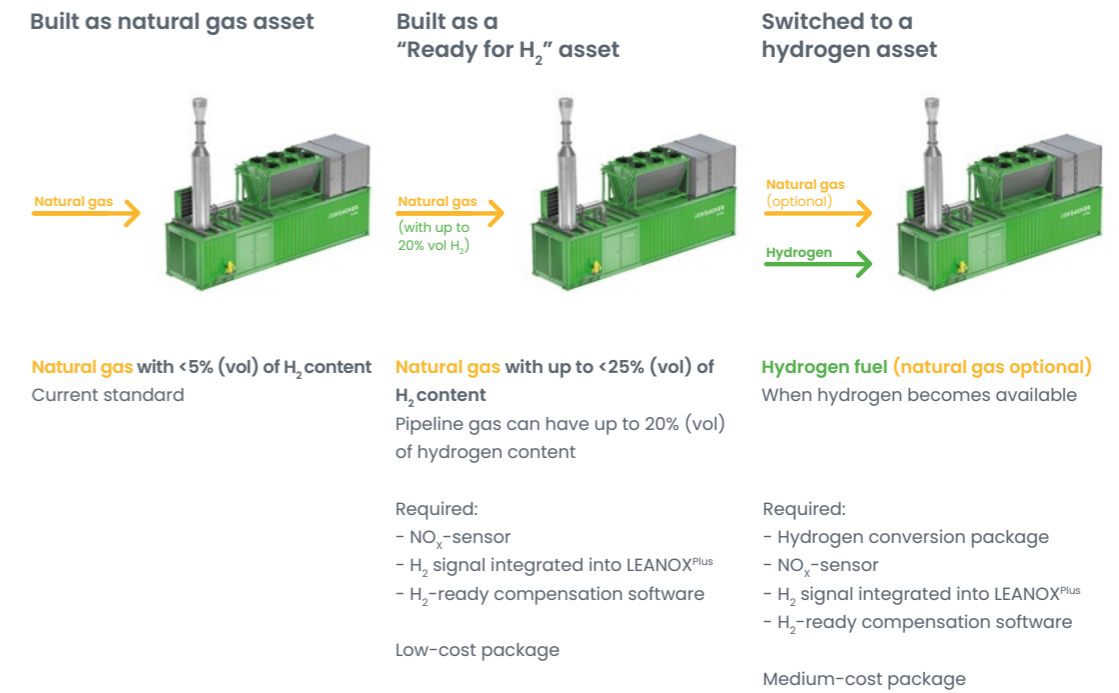 Built as natural gas asset
Natural gas
Natural gas with <5% (vol) of H₂ content
Current standard
Built as a
“Ready for H₂” asset
Natural gas
(with up to
20% vol H₂)
Natural gas with up to <25% (vol) of
H₂ content
Pipeline gas can have up to 20% (vol)
of hydrogen content
Required:
- NOₓ-sensor
- H₂ signal integrated into LEANOXᴾˡᵘˢ
- H₂-ready compensation software
Low-cost package
Switched to a
hydrogen asset
Natural gas
(optional)
Hydrogen
Hydrogen fuel (natural gas optional)
When hydrogen becomes available
Required:
- Hydrogen conversion package
- NOₓ-sensor
- H₂ signal integrated into LEANOXᴾˡᵘˢ
- H₂-ready compensation software
Medium-cost package